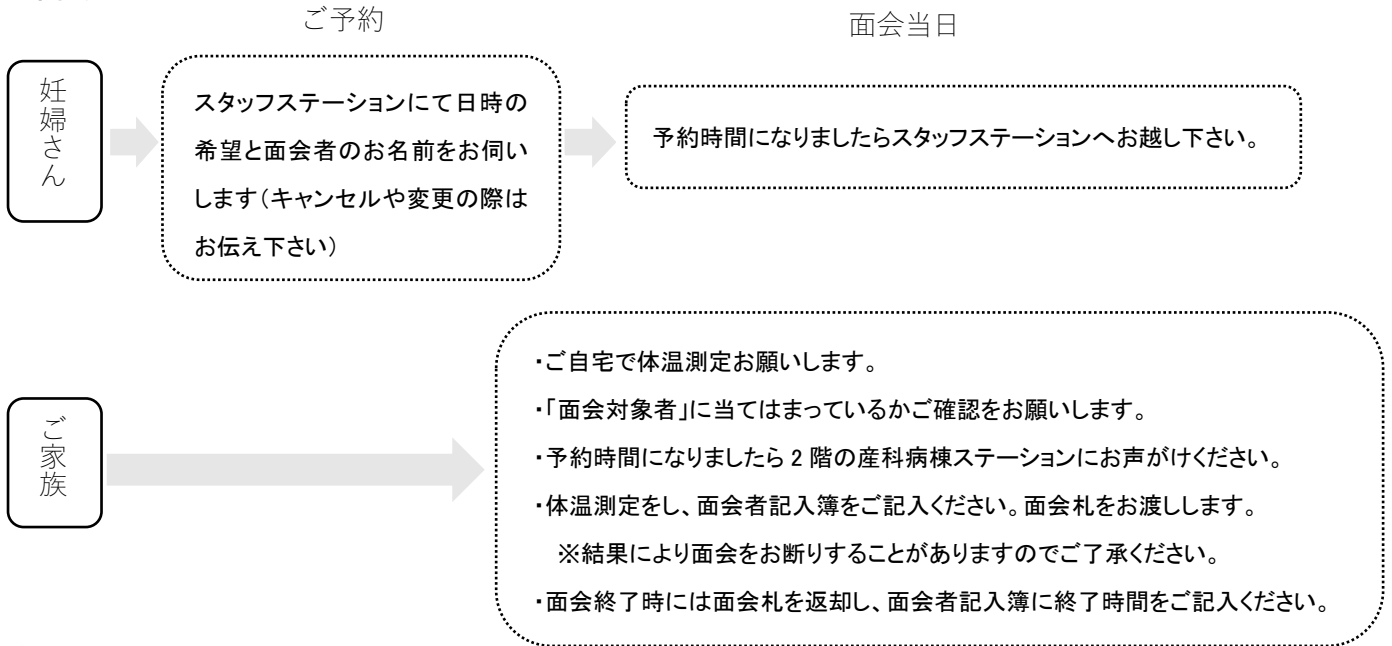 ご予約
面会当日
妊婦さん
スタッフステーションにて日時の
希望と面会者のお名前をお伺い
します（キャンセルや変更の際は
お伝え下さい）
予約時間になりましたらスタッフステーションへお越し下さい。
ご家族
・ご自宅で体温測定お願いします。
・「面会対象者」に当てはまっているかご確認をお願いします。
・予約時間になりましたら 2 階の産科病棟ステーションにお声がけください。
・体温測定をし、面会者記入簿をご記入ください。面会札をお渡しします。
※結果により面会をお断りすることがありますのでご了承ください。
・面会終了時には面会札を返却し、面会者記入簿に終了時間をご記入ください。